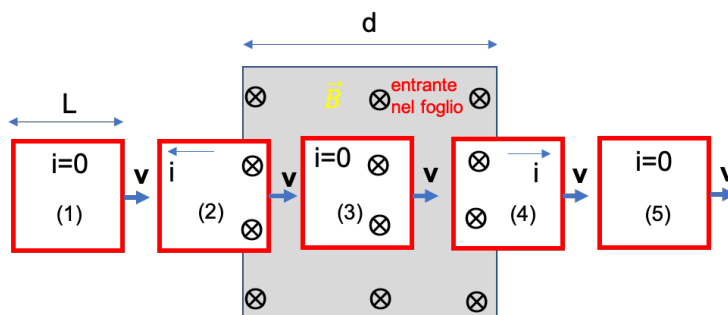 d
B
entrante
nel foglio
L
i=0
v
(1)
i
v
(2)
i=0
v
(3)
i
v
(4)
i=0
v
(5)